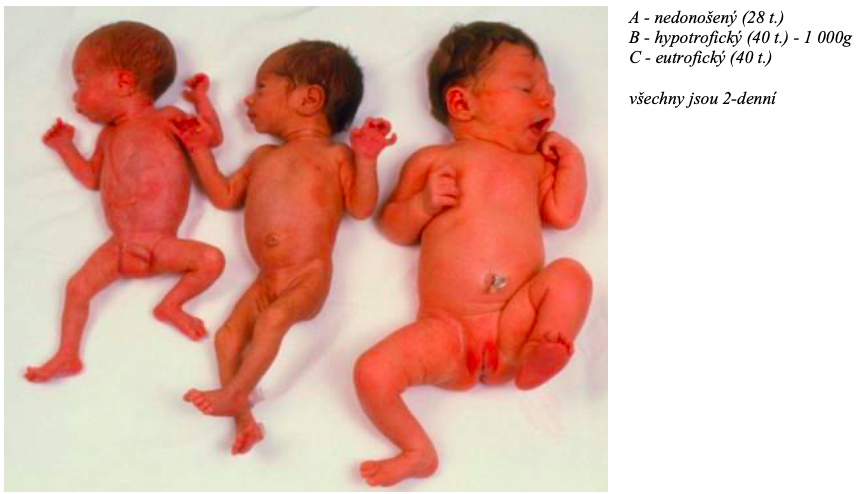 A - nedonošený (28 t.)
B - hypotrofický (40 t.) - 1 000g
C - eutrofický (40 t.)
všechny jsou 2-denní